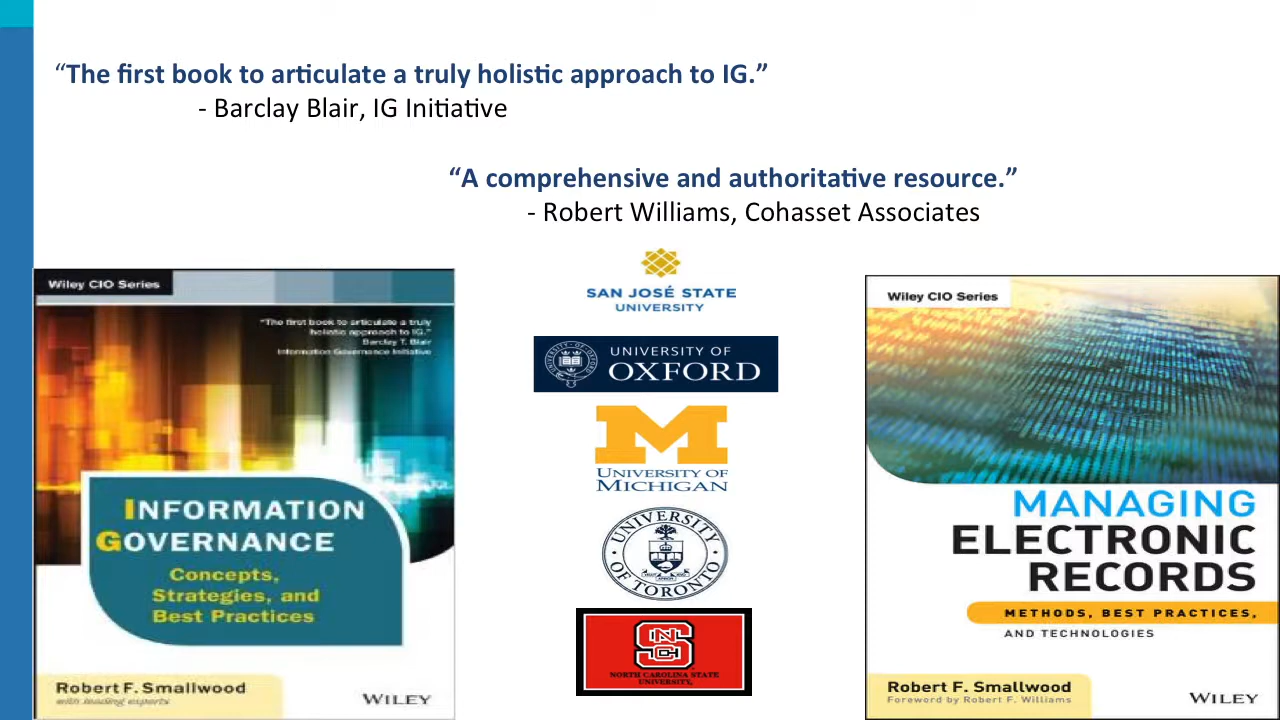 “The first book to articulate a truly holistic approach to IG.”
- Barclay Blair, IG Initiative
“A comprehensive and authoritative resource.”
- Robert Williams, Cohasset Associates
Wiley CIO Series
"The first book to articulate a truly
holistic approach to IG."
Barclay T. Blair
Information Governance Initiative
INFORMATION
GOVERNANCE
Concepts,
Strategies, and
Best Practices
Robert F. Smallwood
with leading experts
WILEY
SAN JOSÉ STATE
UNIVERSITY
UNIVERSITY OF
OXFORD
UNIVERSITY OF
MICHIGAN
UNIVERSITY
OF TORONTO
NORTH CAROLINA STATE
UNIVERSITY
Wiley CIO Series
MANAGING
ELECTRONIC
RECORDS
METHODS, BEST PRACTICES,
AND TECHNOLOGIES
Robert F. Smallwood
Foreword by Robert F. Williams
WILEY